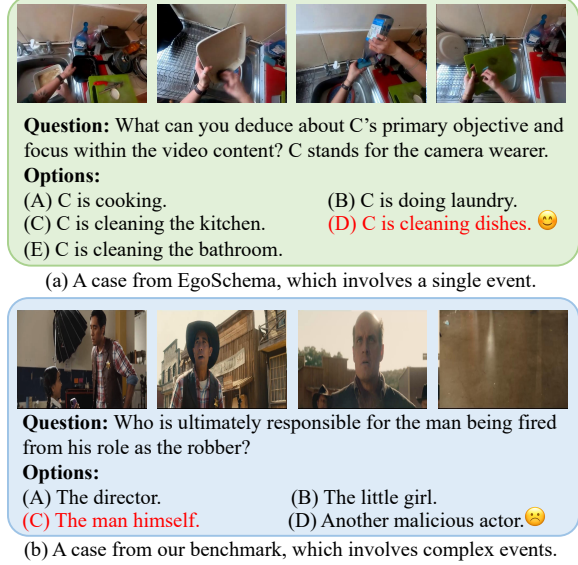 Question: What can you deduce about C's primary objective and
focus within the video content? C stands for the camera wearer.
Options:
(A) C is cooking. (B) C is doing laundry.
(C) C is cleaning the kitchen. (D) C is cleaning dishes. 😊
(E) C is cleaning the bathroom.
(a) A case from EgoSchema, which involves a single event.
Question: Who is ultimately responsible for the man being fired
from his role as the robber?
Options:
(A) The director. (B) The little girl.
(C) The man himself. (D) Another malicious actor. ☹️
(b) A case from our benchmark, which involves complex events.